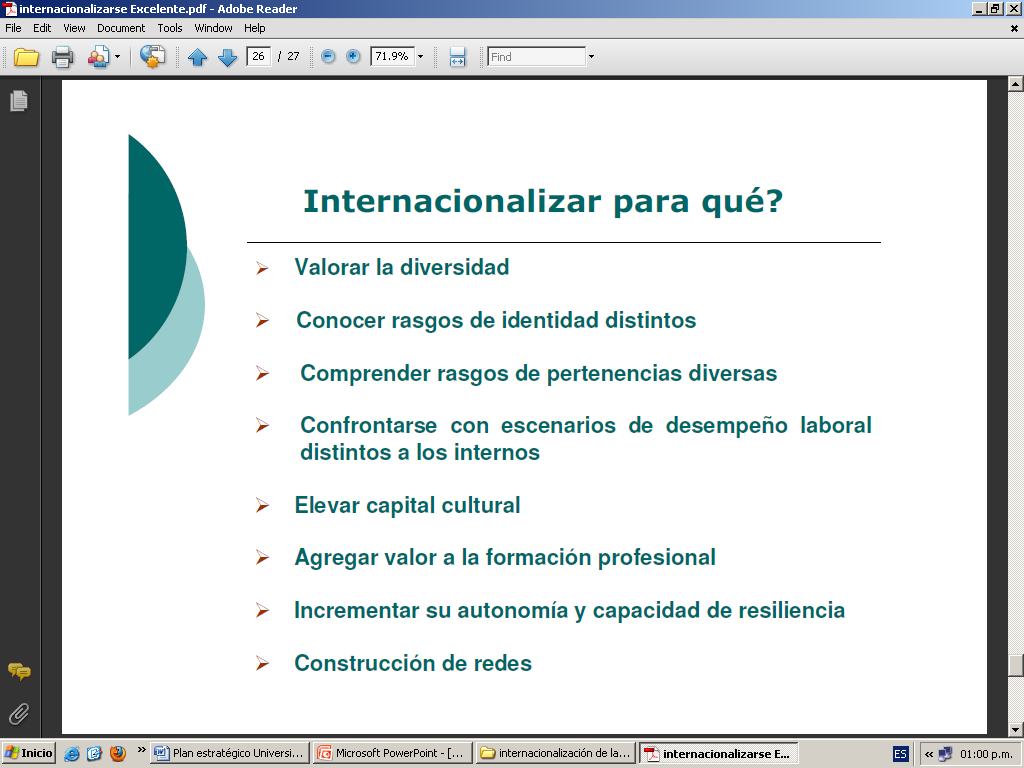 internacionalizarse Excelente.pdf - Adobe Reader
File Edit View Document Tools Window Help
26 / 27 71.9% Find
Internacionalizar para qué?
Valorar la diversidad
Conocer rasgos de identidad distintos
Comprender rasgos de pertenencias diversas
Confrontarse con escenarios de desempeño laboral
distintos a los internos
Elevar capital cultural
Agregar valor a la formación profesional
Incrementar su autonomía y capacidad de resiliencia
Construcción de redes
Inicio » Plan estratégico Universi... Microsoft PowerPoint - [... internacionalización de la... internacionalizarse E... ES « 01:00 p.m.